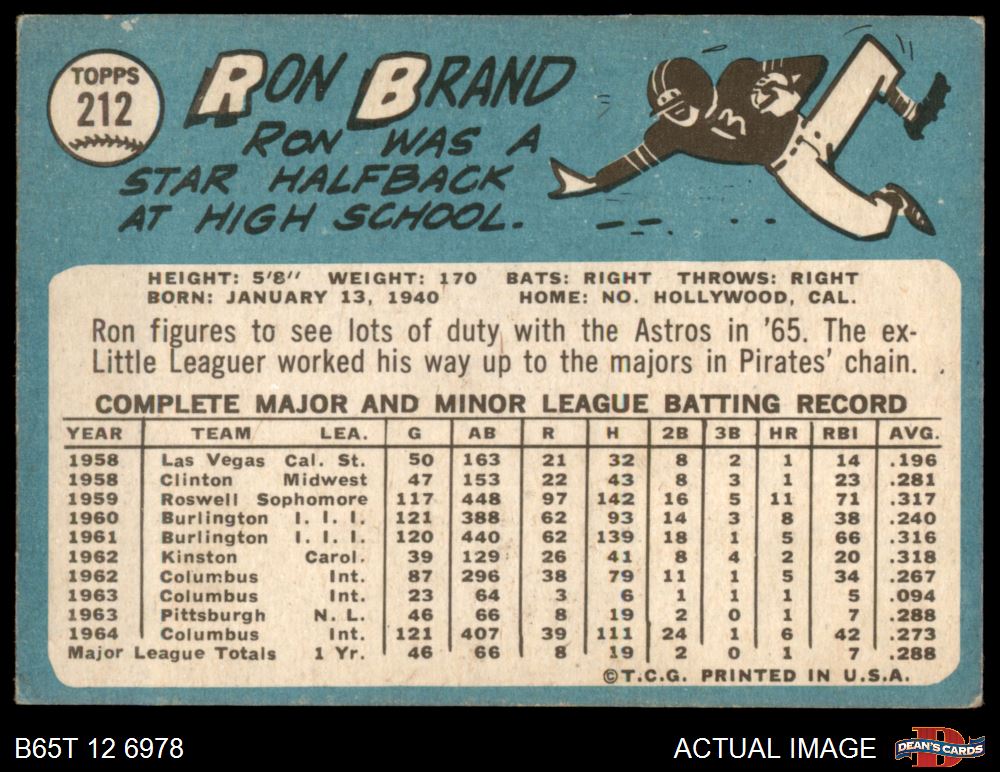 TOPPS
212
RON BRAND
RON WAS A
STAR HALFBACK
AT HIGH SCHOOL.
M
HEIGHT: 5'8" WEIGHT: 170 BATS: RIGHT THROWS: RIGHT
BORN: JANUARY 13, 1940 HOME: NO. HOLLYWOOD, CAL.
Ron figures to see lots of duty with the Astros in '65. The ex-
Little Leaguer worked his way up to the majors in Pirates' chain.
COMPLETE MAJOR AND MINOR LEAGUE BATTING RECORD
YEAR TEAM LEA. G AB R H 2B 3B HR RBI AVG.
1958 Las Vegas Cal. St. 50 163 21 32 8 2 1 14 .196
1958 Clinton Midwest 47 153 22 43 8 3 1 23 .281
1959 Roswell Sophomore 117 448 97 142 16 5 11 71 .317
1960 Burlington I. I. I. 121 388 62 93 14 3 8 38 .240
1961 Burlington I. I. I. 120 440 62 139 18 1 5 66 .316
1962 Kinston Carol. 39 129 26 41 8 4 2 20 .318
1962 Columbus Int. 87 296 38 79 11 1 5 34 .267
1963 Columbus Int. 23 64 3 6 1 1 1 5 .094
1963 Pittsburgh N. L. 46 66 8 19 2 0 1 7 .288
1964 Columbus Int. 121 407 39 111 24 1 6 42 .273
Major League Totals 1 Yr. 46 66 8 19 2 0 1 7 .288
©T.C.G. PRINTED IN U.S.A.
B65T 12 6978 ACTUAL IMAGE
D
DEAN'S CARDS